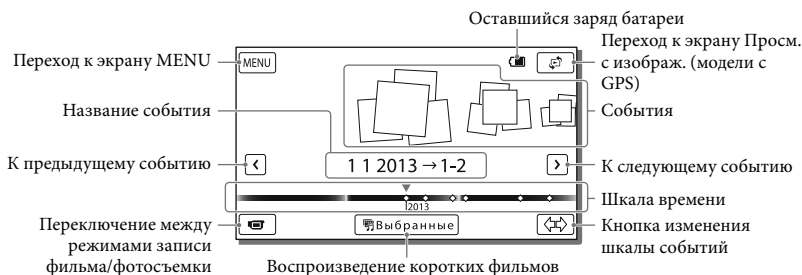 Оставшийся заряд батареи
Переход к экрану MENU
MENU
Переход к экрану Просм.
с изображ. (модели с
GPS)
Название события
События
К предыдущему событию
1 1 2013 → 1-2
К следующему событию
2013
Шкала времени
Переключение между
режимами записи
фильма/фотосъемки
Выбранные
Кнопка изменения
шкалы событий
Воспроизведение коротких фильмов